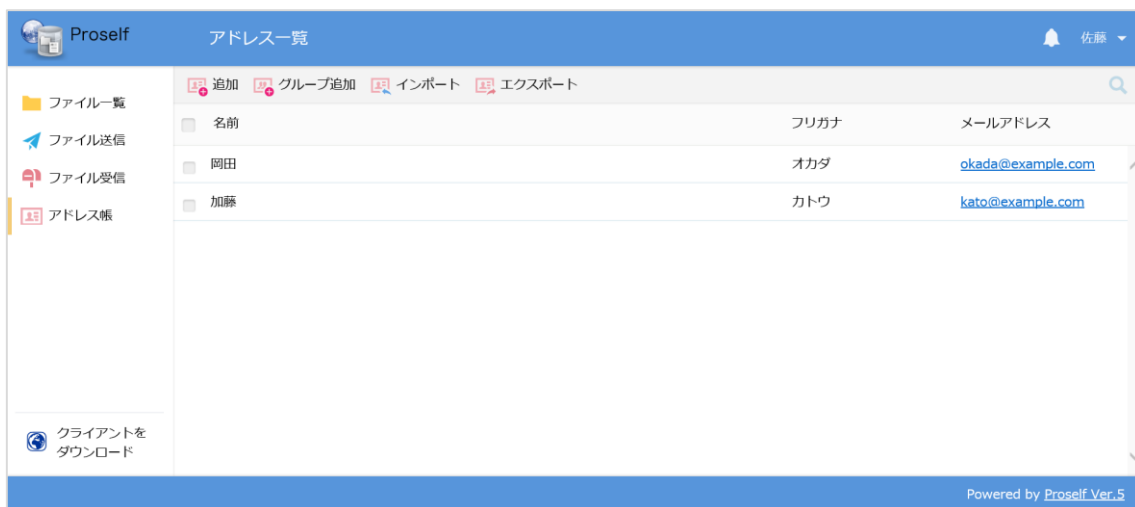 Proself アドレス一覧 佐藤
追加 グループ追加 インポート エクスポート
ファイル一覧
ファイル送信
ファイル受信
アドレス帳
名前 フリガナ メールアドレス
岡田 オカダ okada@example.com
加藤 カトウ kato@example.com
クライアントを
ダウンロード
Powered by Proself Ver.5